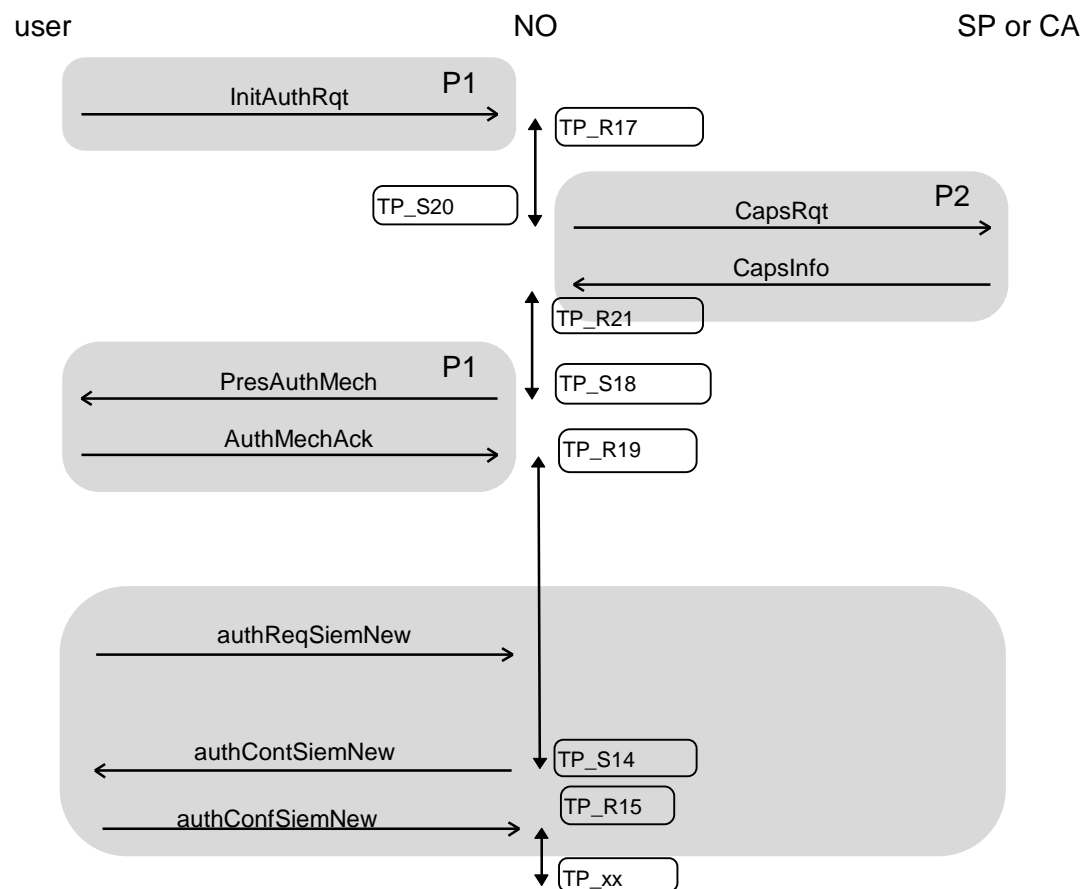 user NO SP or CA
P1
InitAuthRqt
TP_R17
P2
TP_S20
CapsRqt
CapsInfo
TP_R21
P1
PresAuthMech
TP_S18
AuthMechAck
TP_R19
authReqSiemNew
authContSiemNew
TP_S14
TP_R15
authConfSiemNew
TP_xx